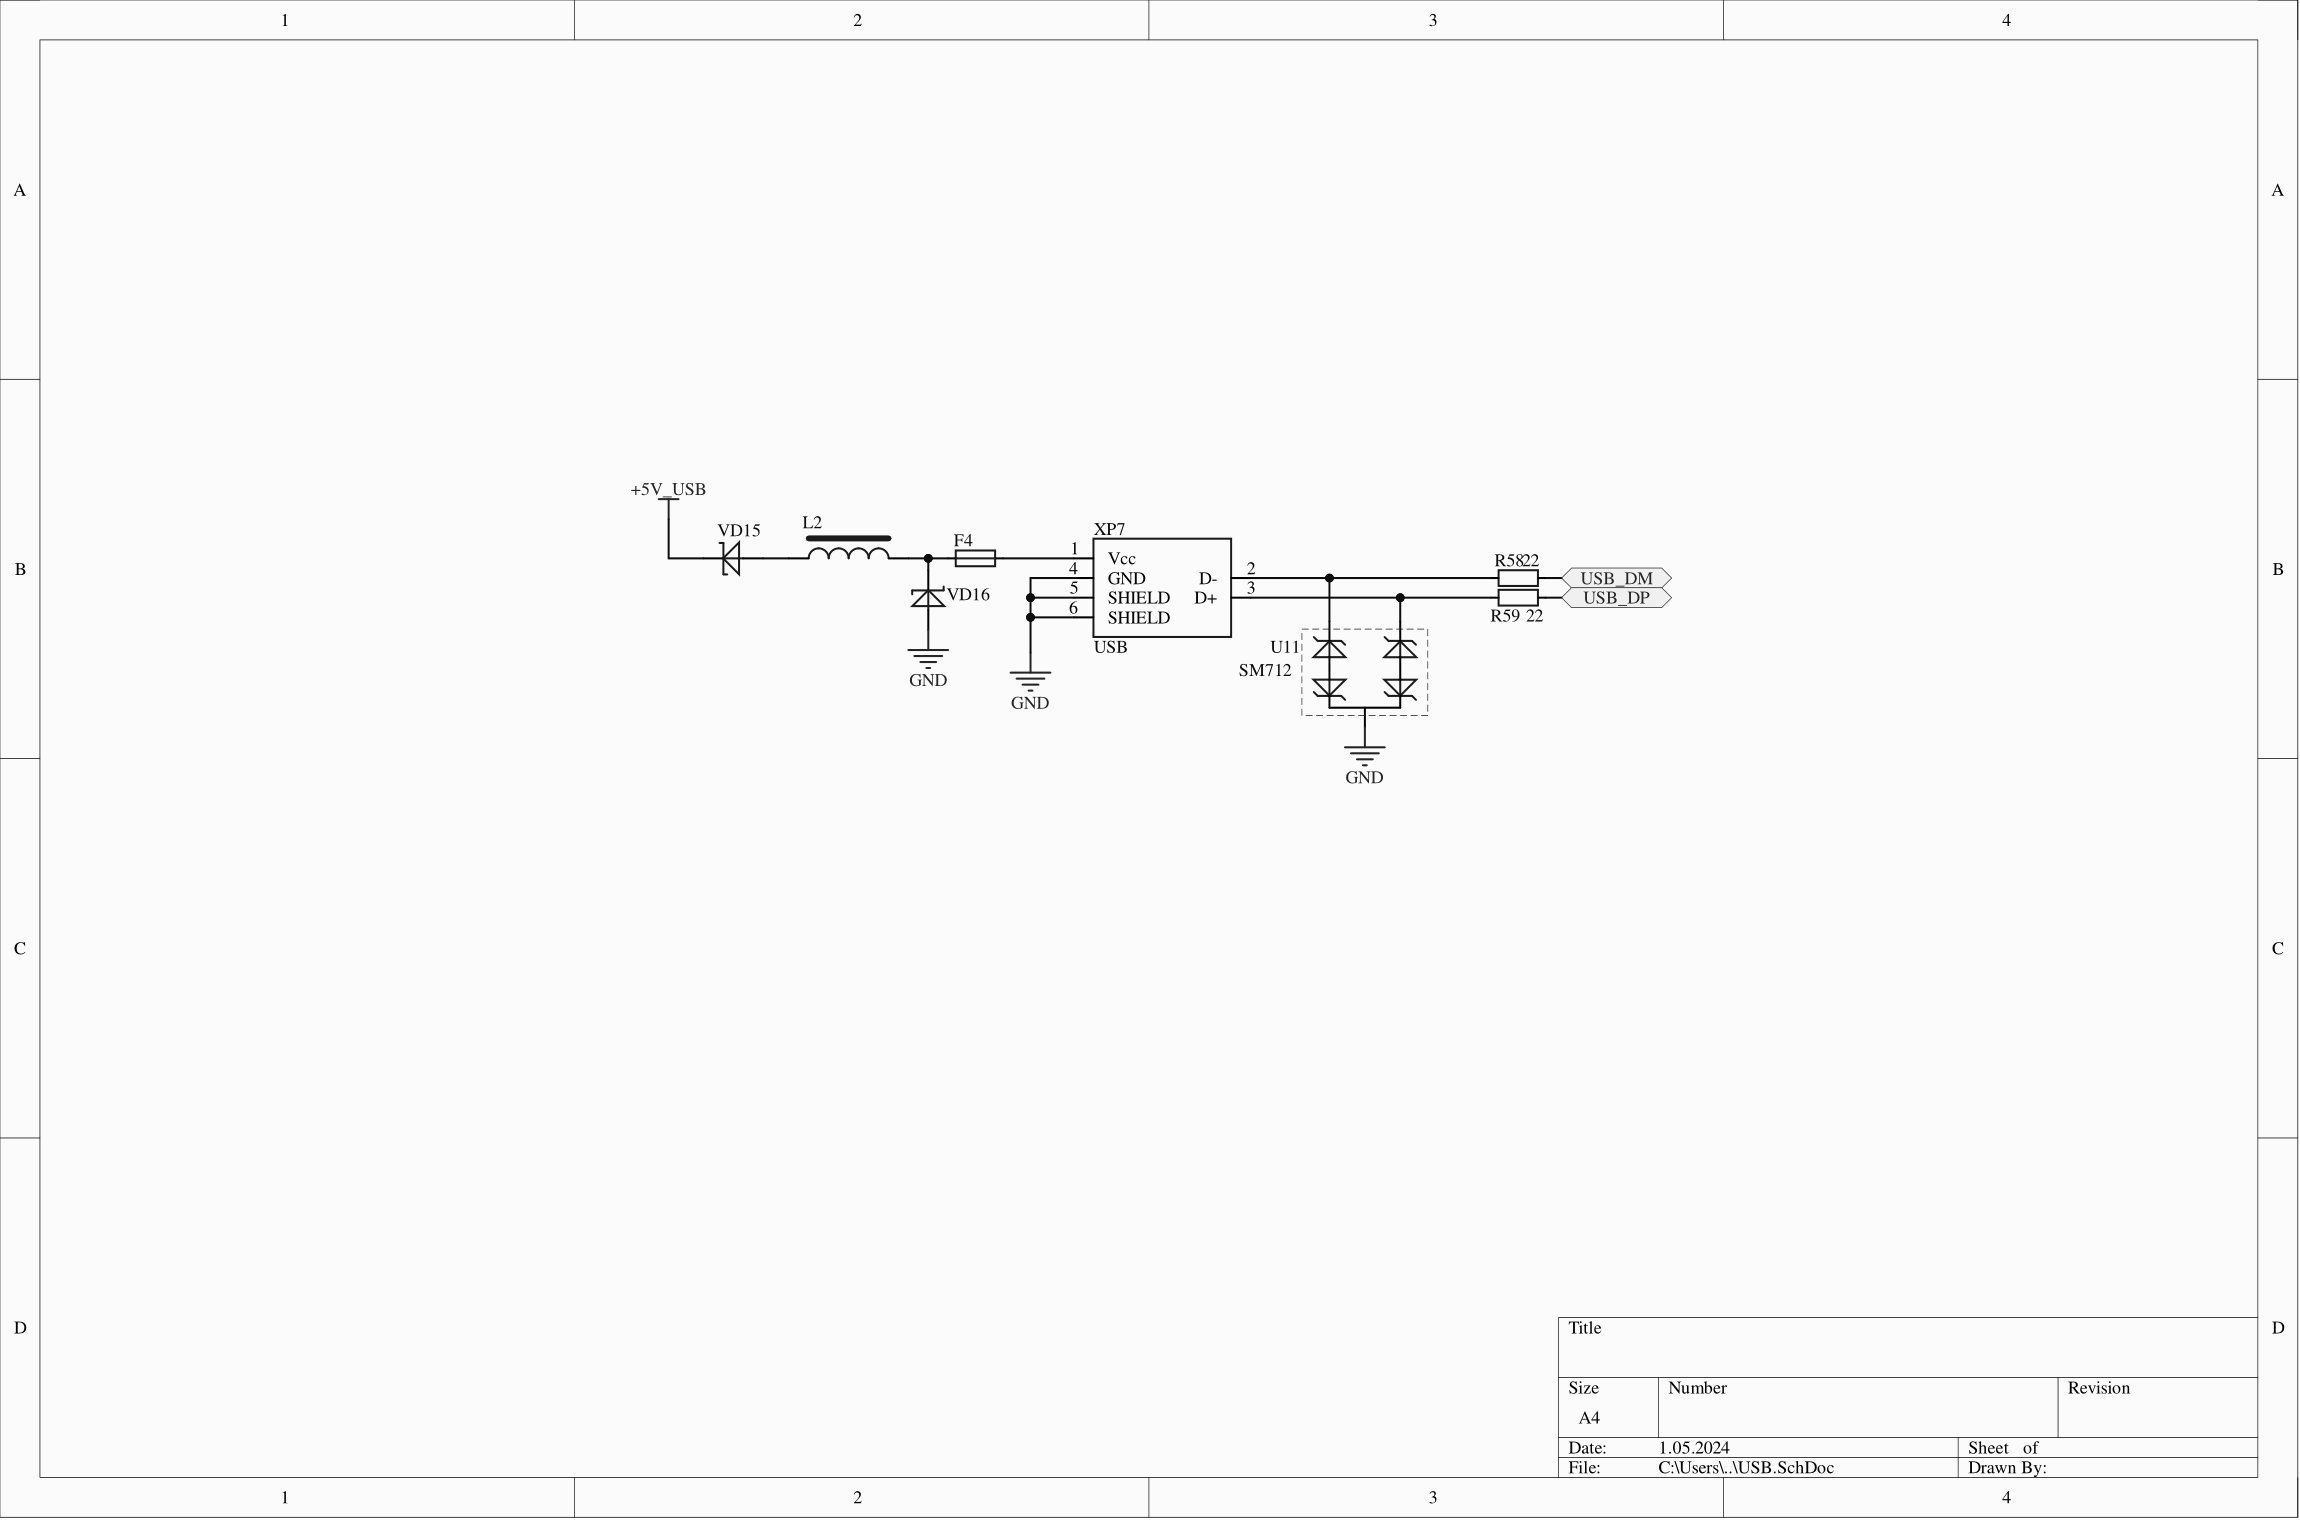 1 2 3 4
A A
+5V_USB
VD15 L2 F4 XP7
1 Vcc
4 GND D- 2 R5822 USB_DM
5 SHIELD D+ 3 USB_DP
6 SHIELD
VD16 R59 22
USB U11
SM712
GND
GND
GND
B B
C C
D D
Title
Size Number Revision
A4
Date: 1.05.2024 Sheet of
File: C:\Users\..\USB.SchDoc Drawn By:
1 2 3 4